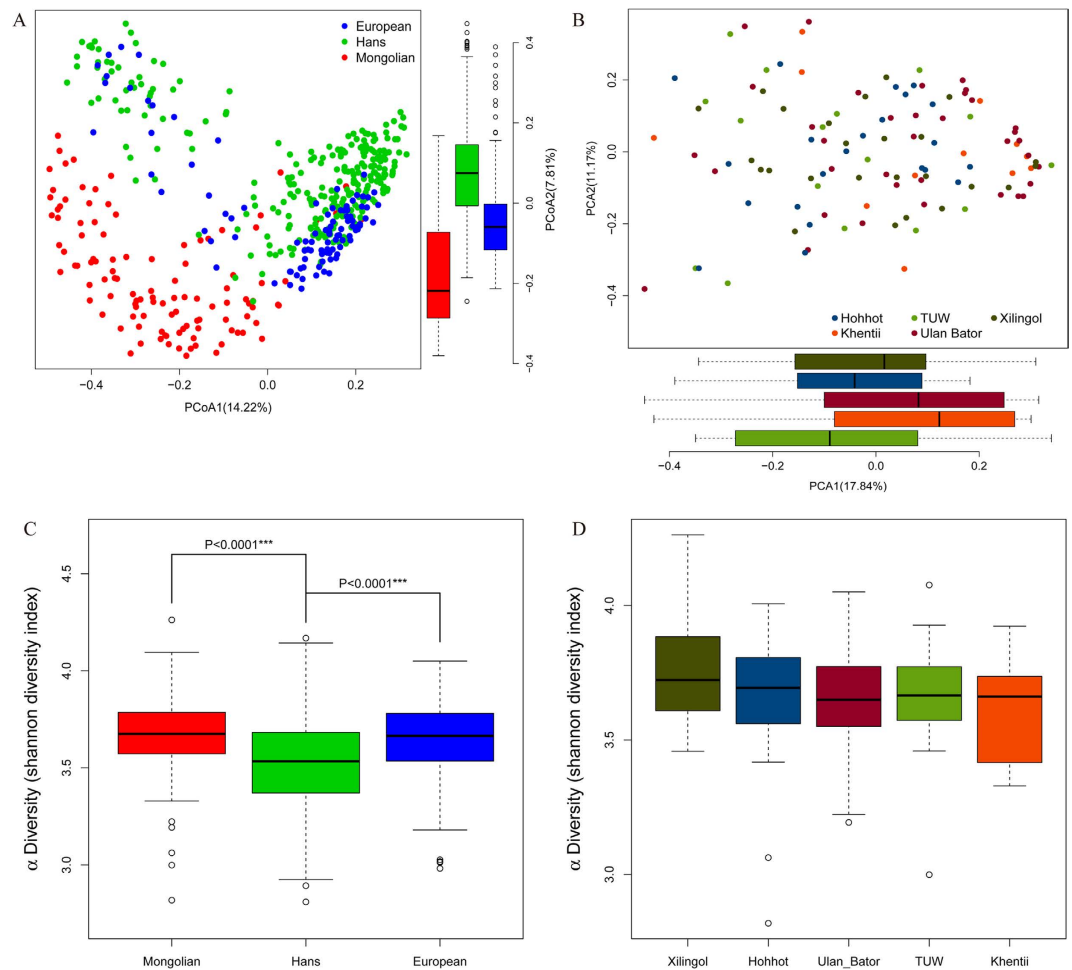 A
European
Hans
Mongolian
0.4
0.2
0.0
−0.2
−0.4
PCoA2(7.81%)
−0.4
−0.2
0.0
0.2
PCoA1(14.22%)
B
0.2
0.0
−0.2
−0.4
PCA2(11.17%)
Hohhot
TUW
Xilingol
Khentii
Ulan Bator
−0.4
−0.2
0.0
0.2
PCA1(17.84%)
C
P<0.0001***
P<0.0001***
4.5
4.0
3.5
3.0
α Diversity (shannon diversity index)
Mongolian
Hans
European
D
4.0
3.5
3.0
α Diversity (shannon diversity index)
Xilingol
Hohhot
Ulan_Bator
TUW
Khentii